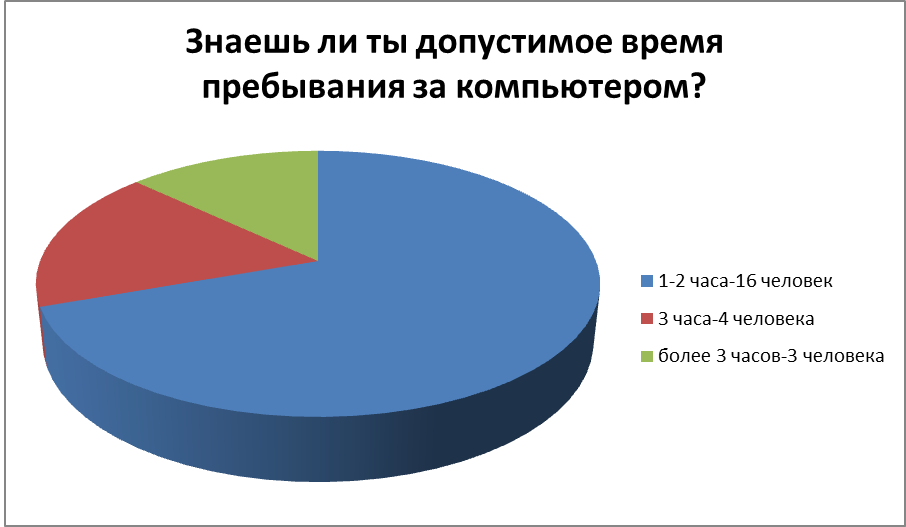 Знаешь ли ты допустимое время
пребывания за компьютером?
1-2 часа-16 человек
3 часа-4 человека
более 3 часов-3 человека